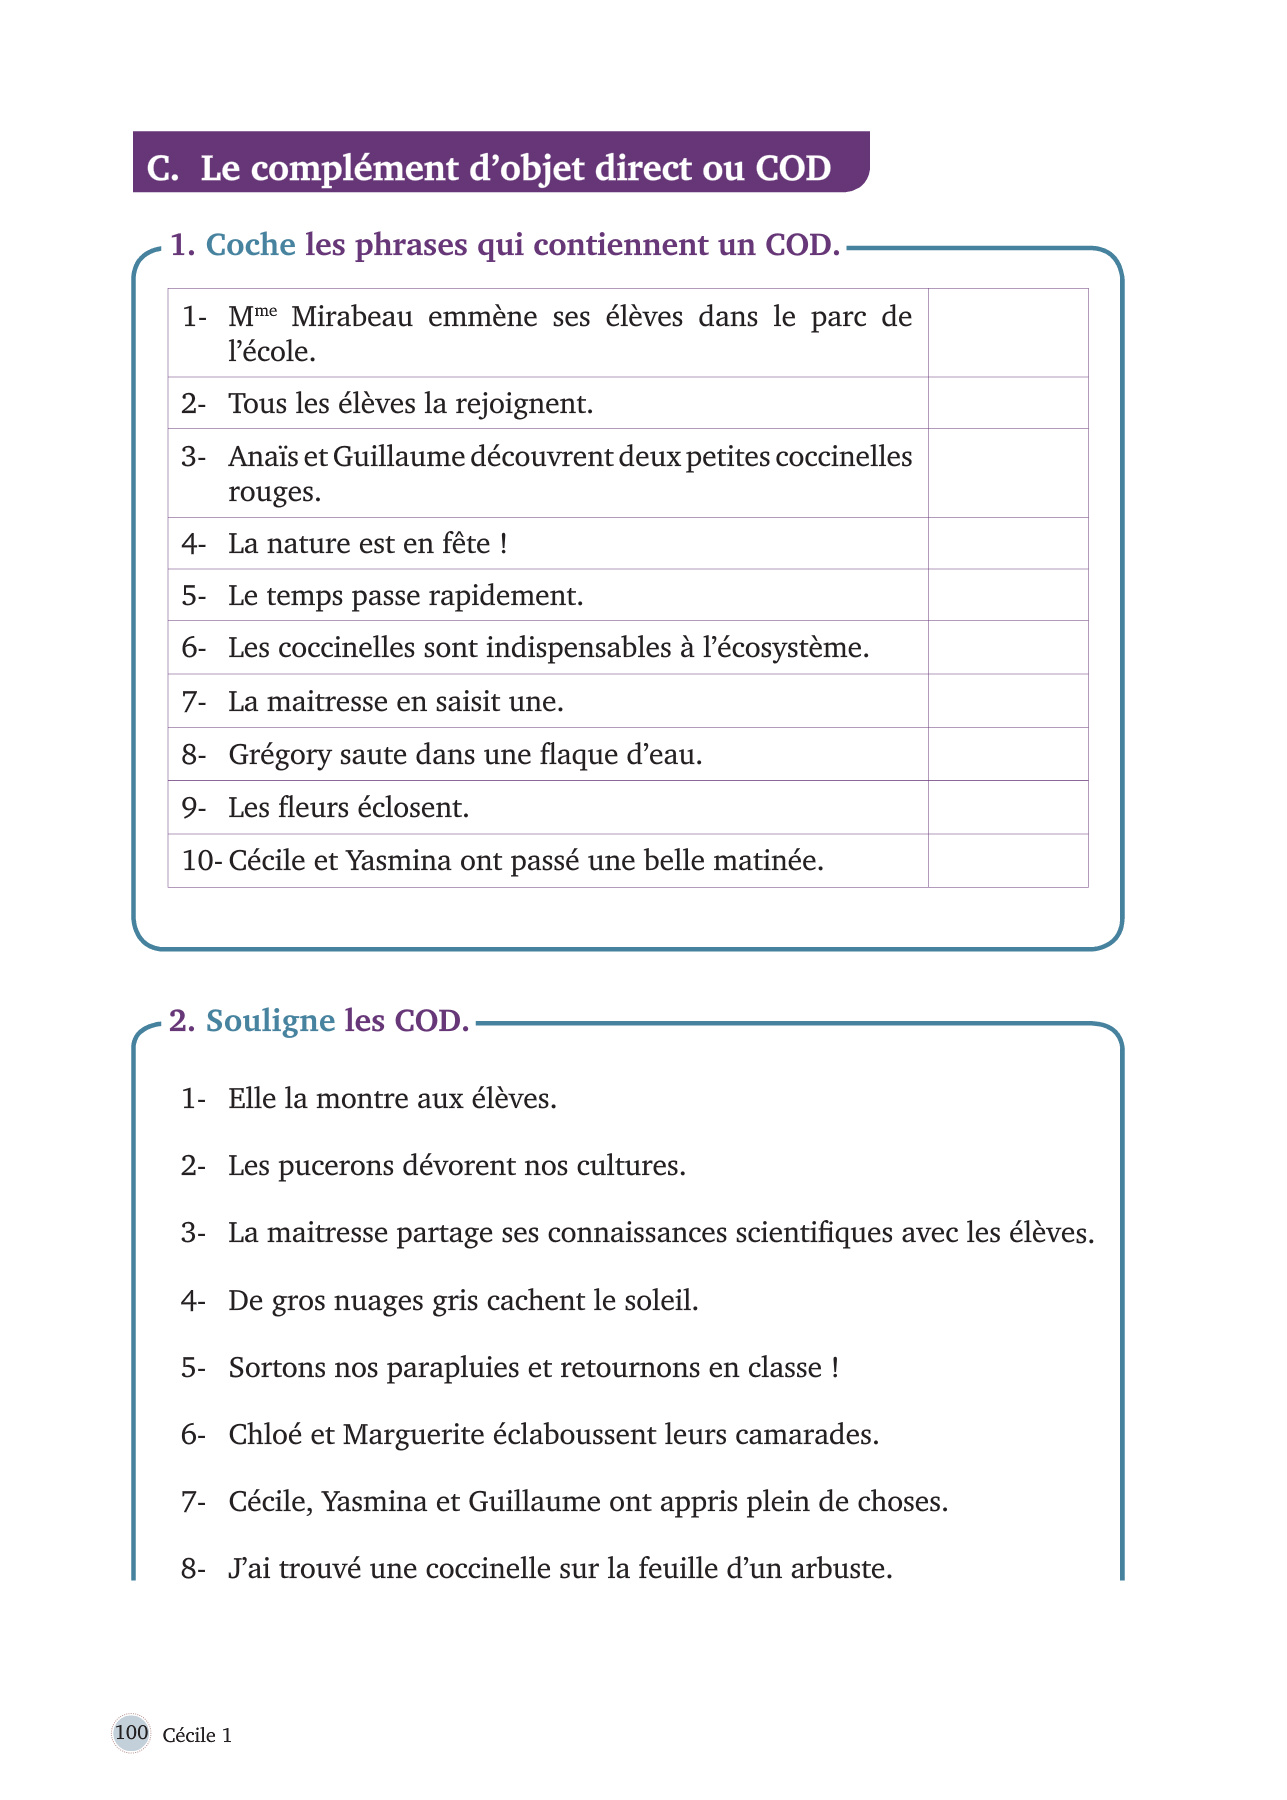 C. Le complément d’objet direct ou COD
1. Coche les phrases qui contiennent un COD.
1- Mme Mirabeau emmène ses élèves dans le parc de
l’école.
2- Tous les élèves la rejoignent.
3- Anaïs et Guillaume découvrent deux petites coccinelles
rouges.
4- La nature est en fête !
5- Le temps passe rapidement.
6- Les coccinelles sont indispensables à l’écosystème.
7- La maitresse en saisit une.
8- Grégory saute dans une flaque d’eau.
9- Les fleurs éclosent.
10- Cécile et Yasmina ont passé une belle matinée.
2. Souligne les COD.
1- Elle la montre aux élèves.
2- Les pucerons dévorent nos cultures.
3- La maitresse partage ses connaissances scientifiques avec les élèves.
4- De gros nuages gris cachent le soleil.
5- Sortons nos parapluies et retournons en classe !
6- Chloé et Marguerite éclaboussent leurs camarades.
7- Cécile, Yasmina et Guillaume ont appris plein de choses.
8- J’ai trouvé une coccinelle sur la feuille d’un arbuste.
100 Cécile 1